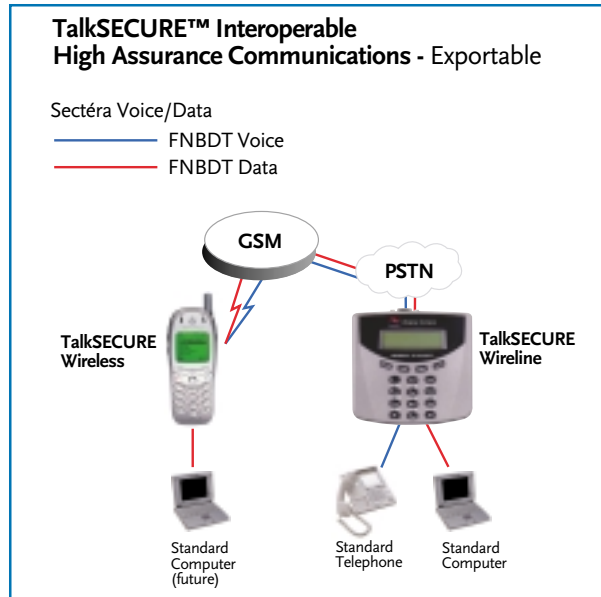 TalkSECURE™ Interoperable
High Assurance Communications - Exportable
Sectéra Voice/Data
FNBDT Voice
FNBDT Data
GSM
PSTN
TalkSECURE
Wireless
TalkSECURE
Wireline
Standard
Computer
(future)
Standard
Telephone
Standard
Computer